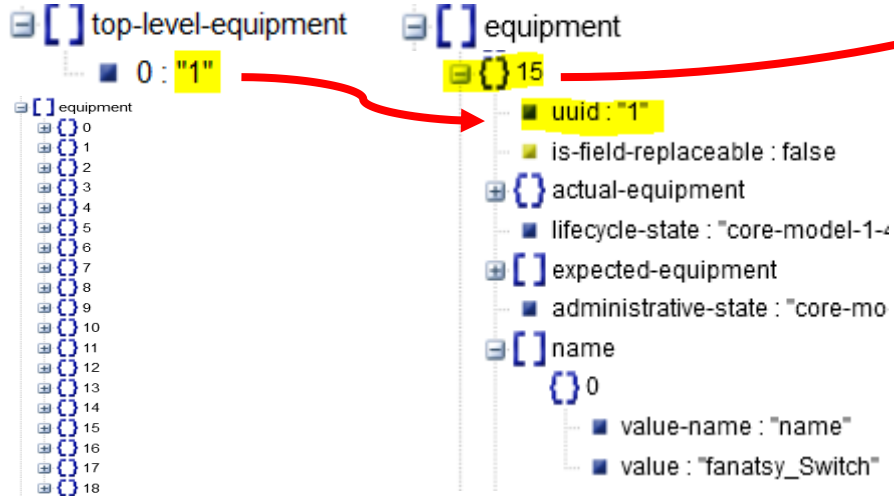 top-level-equipment
0 : "1"
equipment
0
1
2
3
4
5
6
7
8
9
10
11
12
13
14
15
16
17
18
equipment
15
uuid : "1"
is-field-replaceable : false
actual-equipment
lifecycle-state : "core-model-1-4
expected-equipment
administrative-state : "core-mo
name
0
value-name : "name"
value : "fanatsy_Switch"